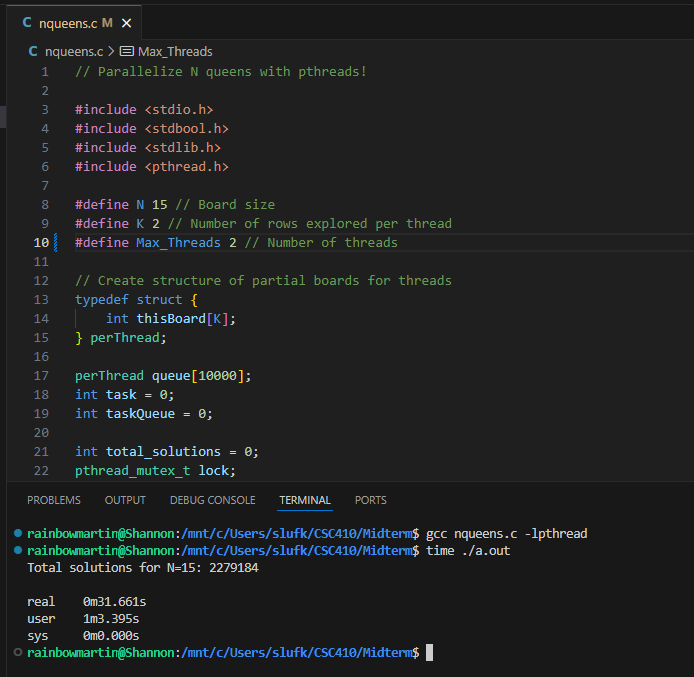 nqueens.c M
nqueens.c > Max_Threads
1 // Parallelize N queens with pthreads!
2
3 #include <stdio.h>
4 #include <stdbool.h>
5 #include <stdlib.h>
6 #include <pthread.h>
7
8 #define N 15 // Board size
9 #define K 2 // Number of rows explored per thread
10 #define Max_Threads 2 // Number of threads
11
12 // Create structure of partial boards for threads
13 typedef struct {
14     int thisBoard[K];
15 } perThread;
16
17 perThread queue[10000];
18 int task = 0;
19 int taskQueue = 0;
20
21 int total_solutions = 0;
22 pthread_mutex_t lock;
PROBLEMS OUTPUT DEBUG CONSOLE TERMINAL PORTS
rainbowmartin@Shannon:/mnt/c/Users/slufk/CSC410/Midterm$ gcc nqueens.c -lpthread
rainbowmartin@Shannon:/mnt/c/Users/slufk/CSC410/Midterm$ time ./a.out
Total solutions for N=15: 2279184
real 0m31.661s
user 1m3.395s
sys 0m0.000s
rainbowmartin@Shannon:/mnt/c/Users/slufk/CSC410/Midterm$